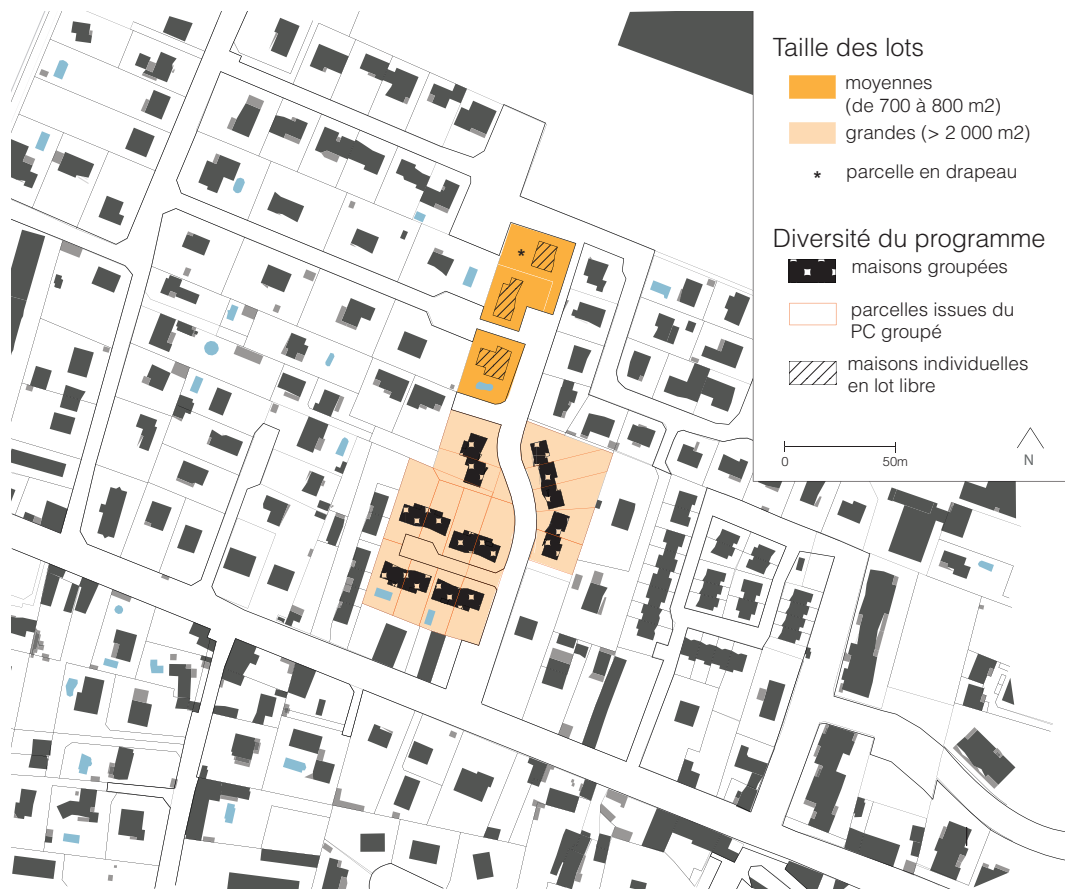 Taille des lots
moyennes
(de 700 à 800 m2)
grandes (> 2 000 m2)
* parcelle en drapeau
Diversité du programme
maisons groupées
parcelles issues du
PC groupé
maisons individuelles
en lot libre
0 50m
N
*